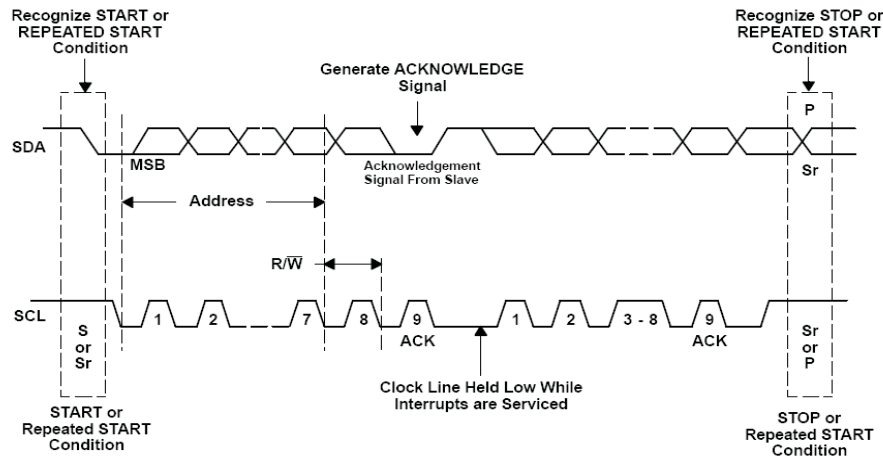 Recognize START or
REPEATED START
Condition
Recognize STOP or
REPEATED START
Condition
Generate ACKNOWLEDGE
Signal
P
SDA
MSB
Acknowledgement
Signal From Slave
Sr
Address
R/W̅
SCL
S
or
Sr
1
2
7
8
9
ACK
1
2
3 - 8
9
ACK
Sr
or
P
Clock Line Held Low While
Interrupts are Serviced
START or
Repeated START
Condition
STOP or
Repeated START
Condition